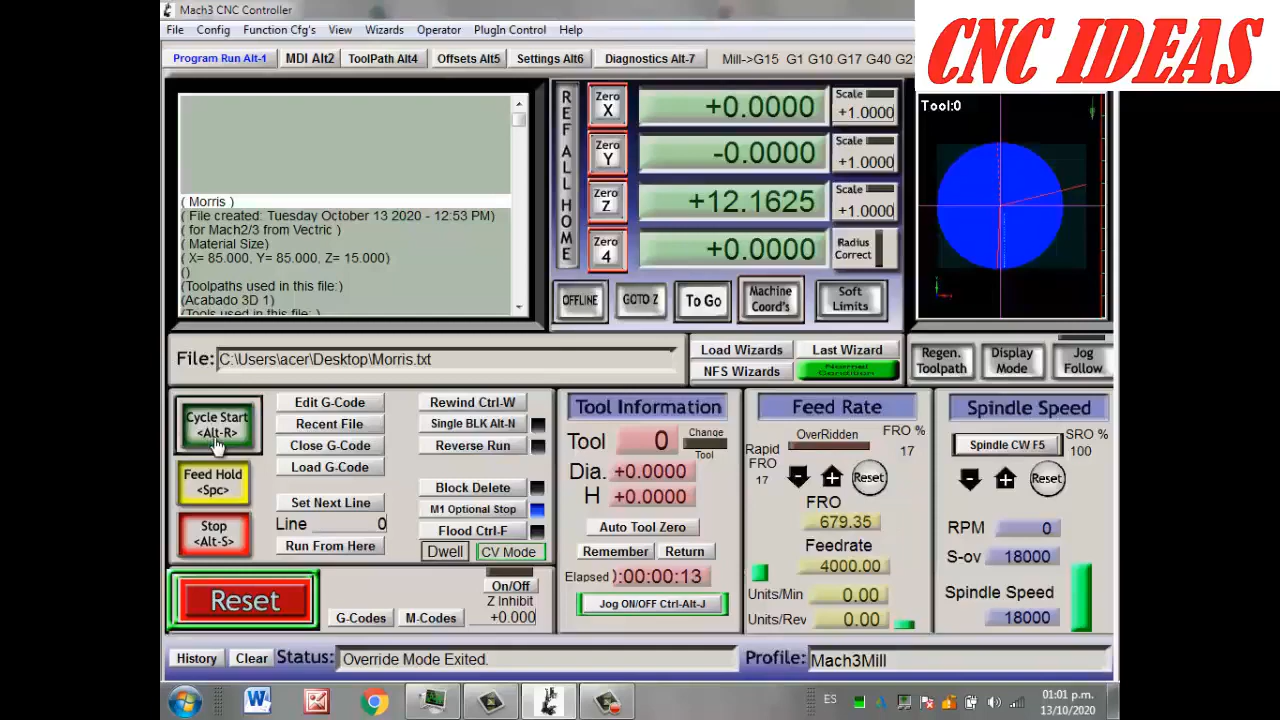 Mach3 CNC Controller
File Config Function Cfg's View Wizards Operator PlugIn Control Help
CNC IDEAS
Program Run Alt-1 MDI Alt2 ToolPath Alt4 Offsets Alt5 Settings Alt6 Diagnostics Alt-7 Mill->G15 G1 G10 G17 G40 G2
( Morris )
( File created: Tuesday October 13 2020 - 12:53 PM)
( for Mach2/3 from Vectric )
( Material Size)
( X= 85.000, Y= 85.000, Z= 15.000)
()
(Toolpaths used in this file:)
(Acabado 3D 1)
(Tools used in this file: )
REF ALL HOME
Zero X +0.0000 Scale +1.0000
Zero Y -0.0000 Scale +1.0000
Zero Z +12.1625 Scale +1.0000
Zero 4 +0.0000 Radius Correct
OFFLINE GOTO Z To Go Machine Coord's Soft Limits
Tool:0
File: C:\Users\acer\Desktop\Morris.txt
Load Wizards Last Wizard
NFS Wizards Normal Condition
Regen. Toolpath Display Mode Jog Follow
Cycle Start <Alt-R>
Feed Hold <Spc>
Stop <Alt-S>
Reset
Edit G-Code
Recent File
Close G-Code
Load G-Code
Set Next Line
Line 0
Run From Here
Rewind Ctrl-W
Single BLK Alt-N
Reverse Run
Block Delete
M1 Optional Stop
Flood Ctrl-F
Dwell CV Mode
G-Codes M-Codes
On/Off
Z Inhibit
+0.000
Tool Information
Tool 0 Change Tool
Dia. +0.0000
H +0.0000
Auto Tool Zero
Remember Return
Elapsed ):00:00:13
Jog ON/OFF Ctrl-Alt-J
Feed Rate
OverRidden FRO %
17
Rapid FRO
17
Reset
FRO
679.35
Feedrate
4000.00
Units/Min 0.00
Units/Rev 0.00
Spindle Speed
Spindle CW F5 SRO %
100
Reset
RPM 0
S-ov 18000
Spindle Speed
18000
History Clear Status: Override Mode Exited. Profile: Mach3Mill
ES 01:01 p.m.
13/10/2020